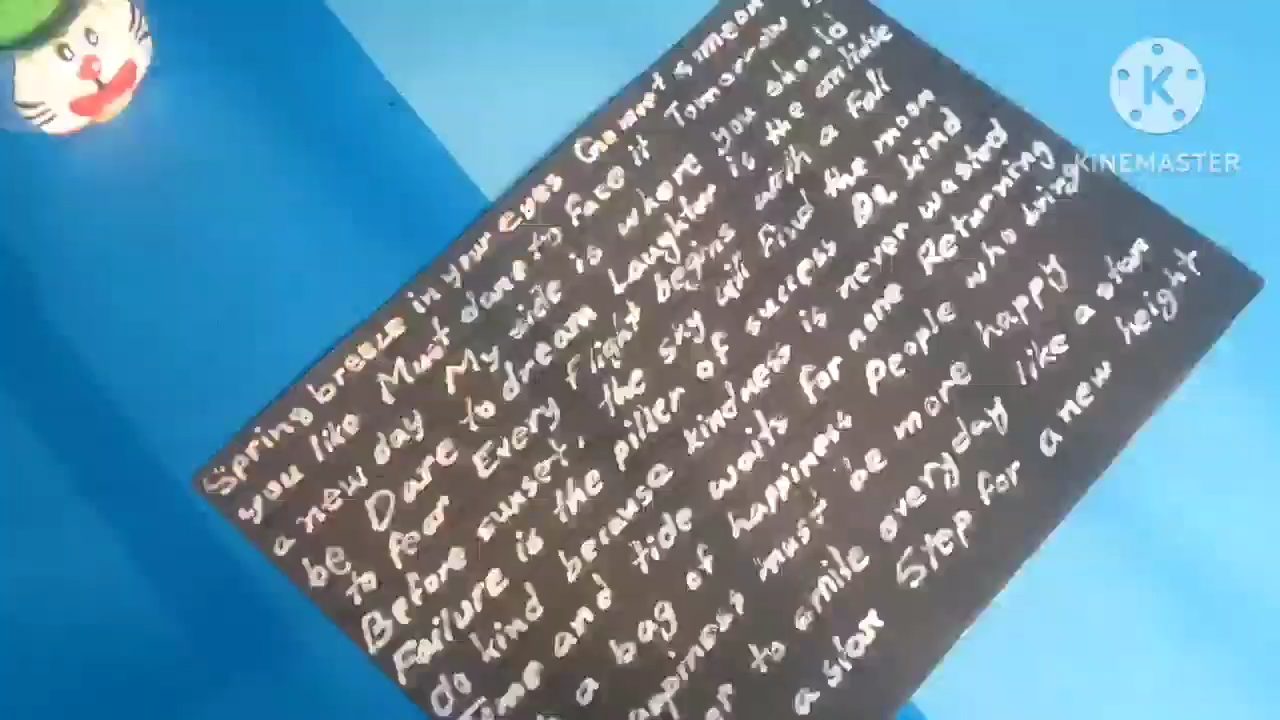 Spring breeze in your eyes Gomnets mean
you like Must dare to face it Tomorrow
a new day My side is where you should
be Dare to dream Laughter is the antidote
to fear Every Flight begins with a Fall
Before sunset, the sky will find the moon
Failure is the piller of success Be kind
do kind because kindness is never wasted
Time and tide waits for none Returning
a bag of happiness people who bring
must be more happy
to smile everyday like a star
a star Step for a new height
K
KINEMASTER